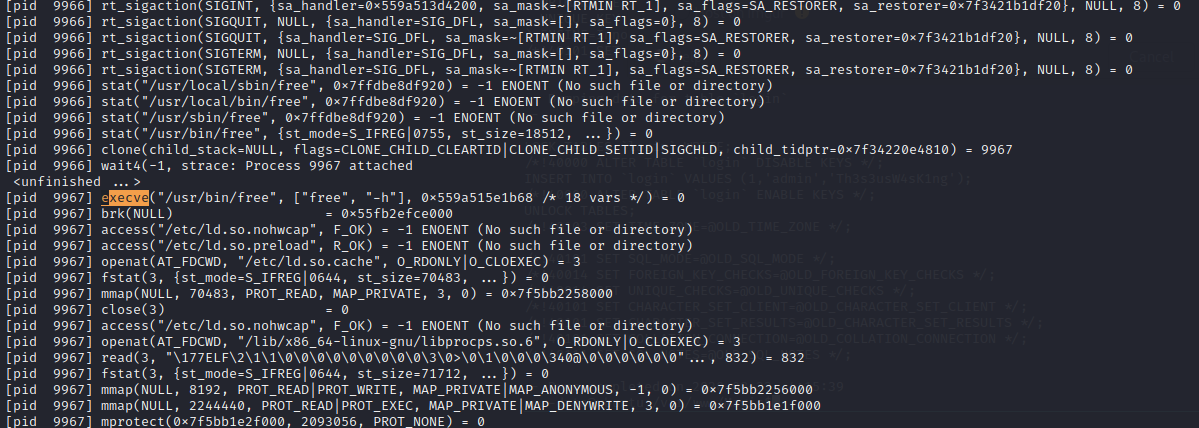 [pid  9966] rt_sigaction(SIGINT, {sa_handler=0×559a513d4200, sa_mask=~[RTMIN RT_1], sa_flags=SA_RESTORER, sa_restorer=0×7f3421b1df20}, NULL, 8) = 0
[pid  9966] rt_sigaction(SIGQUIT, NULL, {sa_handler=SIG_DFL, sa_mask=[], sa_flags=0}, 8) = 0
[pid  9966] rt_sigaction(SIGQUIT, {sa_handler=SIG_DFL, sa_mask=~[RTMIN RT_1], sa_flags=SA_RESTORER, sa_restorer=0×7f3421b1df20}, NULL, 8) = 0
[pid  9966] rt_sigaction(SIGTERM, NULL, {sa_handler=SIG_DFL, sa_mask=[], sa_flags=0}, 8) = 0
[pid  9966] rt_sigaction(SIGTERM, {sa_handler=SIG_DFL, sa_mask=~[RTMIN RT_1], sa_flags=SA_RESTORER, sa_restorer=0×7f3421b1df20}, NULL, 8) = 0
[pid  9966] stat("/usr/local/sbin/free", 0×7ffdbe8df920) = -1 ENOENT (No such file or directory)
[pid  9966] stat("/usr/local/bin/free", 0×7ffdbe8df920) = -1 ENOENT (No such file or directory)
[pid  9966] stat("/usr/sbin/free", 0×7ffdbe8df920) = -1 ENOENT (No such file or directory)
[pid  9966] stat("/usr/bin/free", {st_mode=S_IFREG|0755, st_size=18512, ...}) = 0
[pid  9966] clone(child_stack=NULL, flags=CLONE_CHILD_CLEARTID|CLONE_CHILD_SETTID|SIGCHLD, child_tidptr=0×7f34220e4810) = 9967
[pid  9966] wait4(-1, strace: Process 9967 attached
 <unfinished ...>
[pid  9967] execve("/usr/bin/free", ["free", "-h"], 0×559a515e1b68 /* 18 vars */) = 0
[pid  9967] brk(NULL)                   = 0×55fb2efce000
[pid  9967] access("/etc/ld.so.nohwcap", F_OK) = -1 ENOENT (No such file or directory)
[pid  9967] access("/etc/ld.so.preload", R_OK) = -1 ENOENT (No such file or directory)
[pid  9967] openat(AT_FDCWD, "/etc/ld.so.cache", O_RDONLY|O_CLOEXEC) = 3
[pid  9967] fstat(3, {st_mode=S_IFREG|0644, st_size=70483, ...}) = 0
[pid  9967] mmap(NULL, 70483, PROT_READ, MAP_PRIVATE, 3, 0) = 0×7f5bb2258000
[pid  9967] close(3)                    = 0
[pid  9967] access("/etc/ld.so.nohwcap", F_OK) = -1 ENOENT (No such file or directory)
[pid  9967] openat(AT_FDCWD, "/lib/x86_64-linux-gnu/libprocps.so.6", O_RDONLY|O_CLOEXEC) = 3
[pid  9967] read(3, "\177ELF\2\1\1\0\0\0\0\0\0\0\0\0\3\0>\0\1\0\0\0\340@\0\0\0\0\0\0"..., 832) = 832
[pid  9967] fstat(3, {st_mode=S_IFREG|0644, st_size=71712, ...}) = 0
[pid  9967] mmap(NULL, 8192, PROT_READ|PROT_WRITE, MAP_PRIVATE|MAP_ANONYMOUS, -1, 0) = 0×7f5bb2256000
[pid  9967] mmap(NULL, 2244440, PROT_READ|PROT_EXEC, MAP_PRIVATE|MAP_DENYWRITE, 3, 0) = 0×7f5bb1e1f000
[pid  9967] mprotect(0×7f5bb1e2f000, 2093056, PROT_NONE) = 0